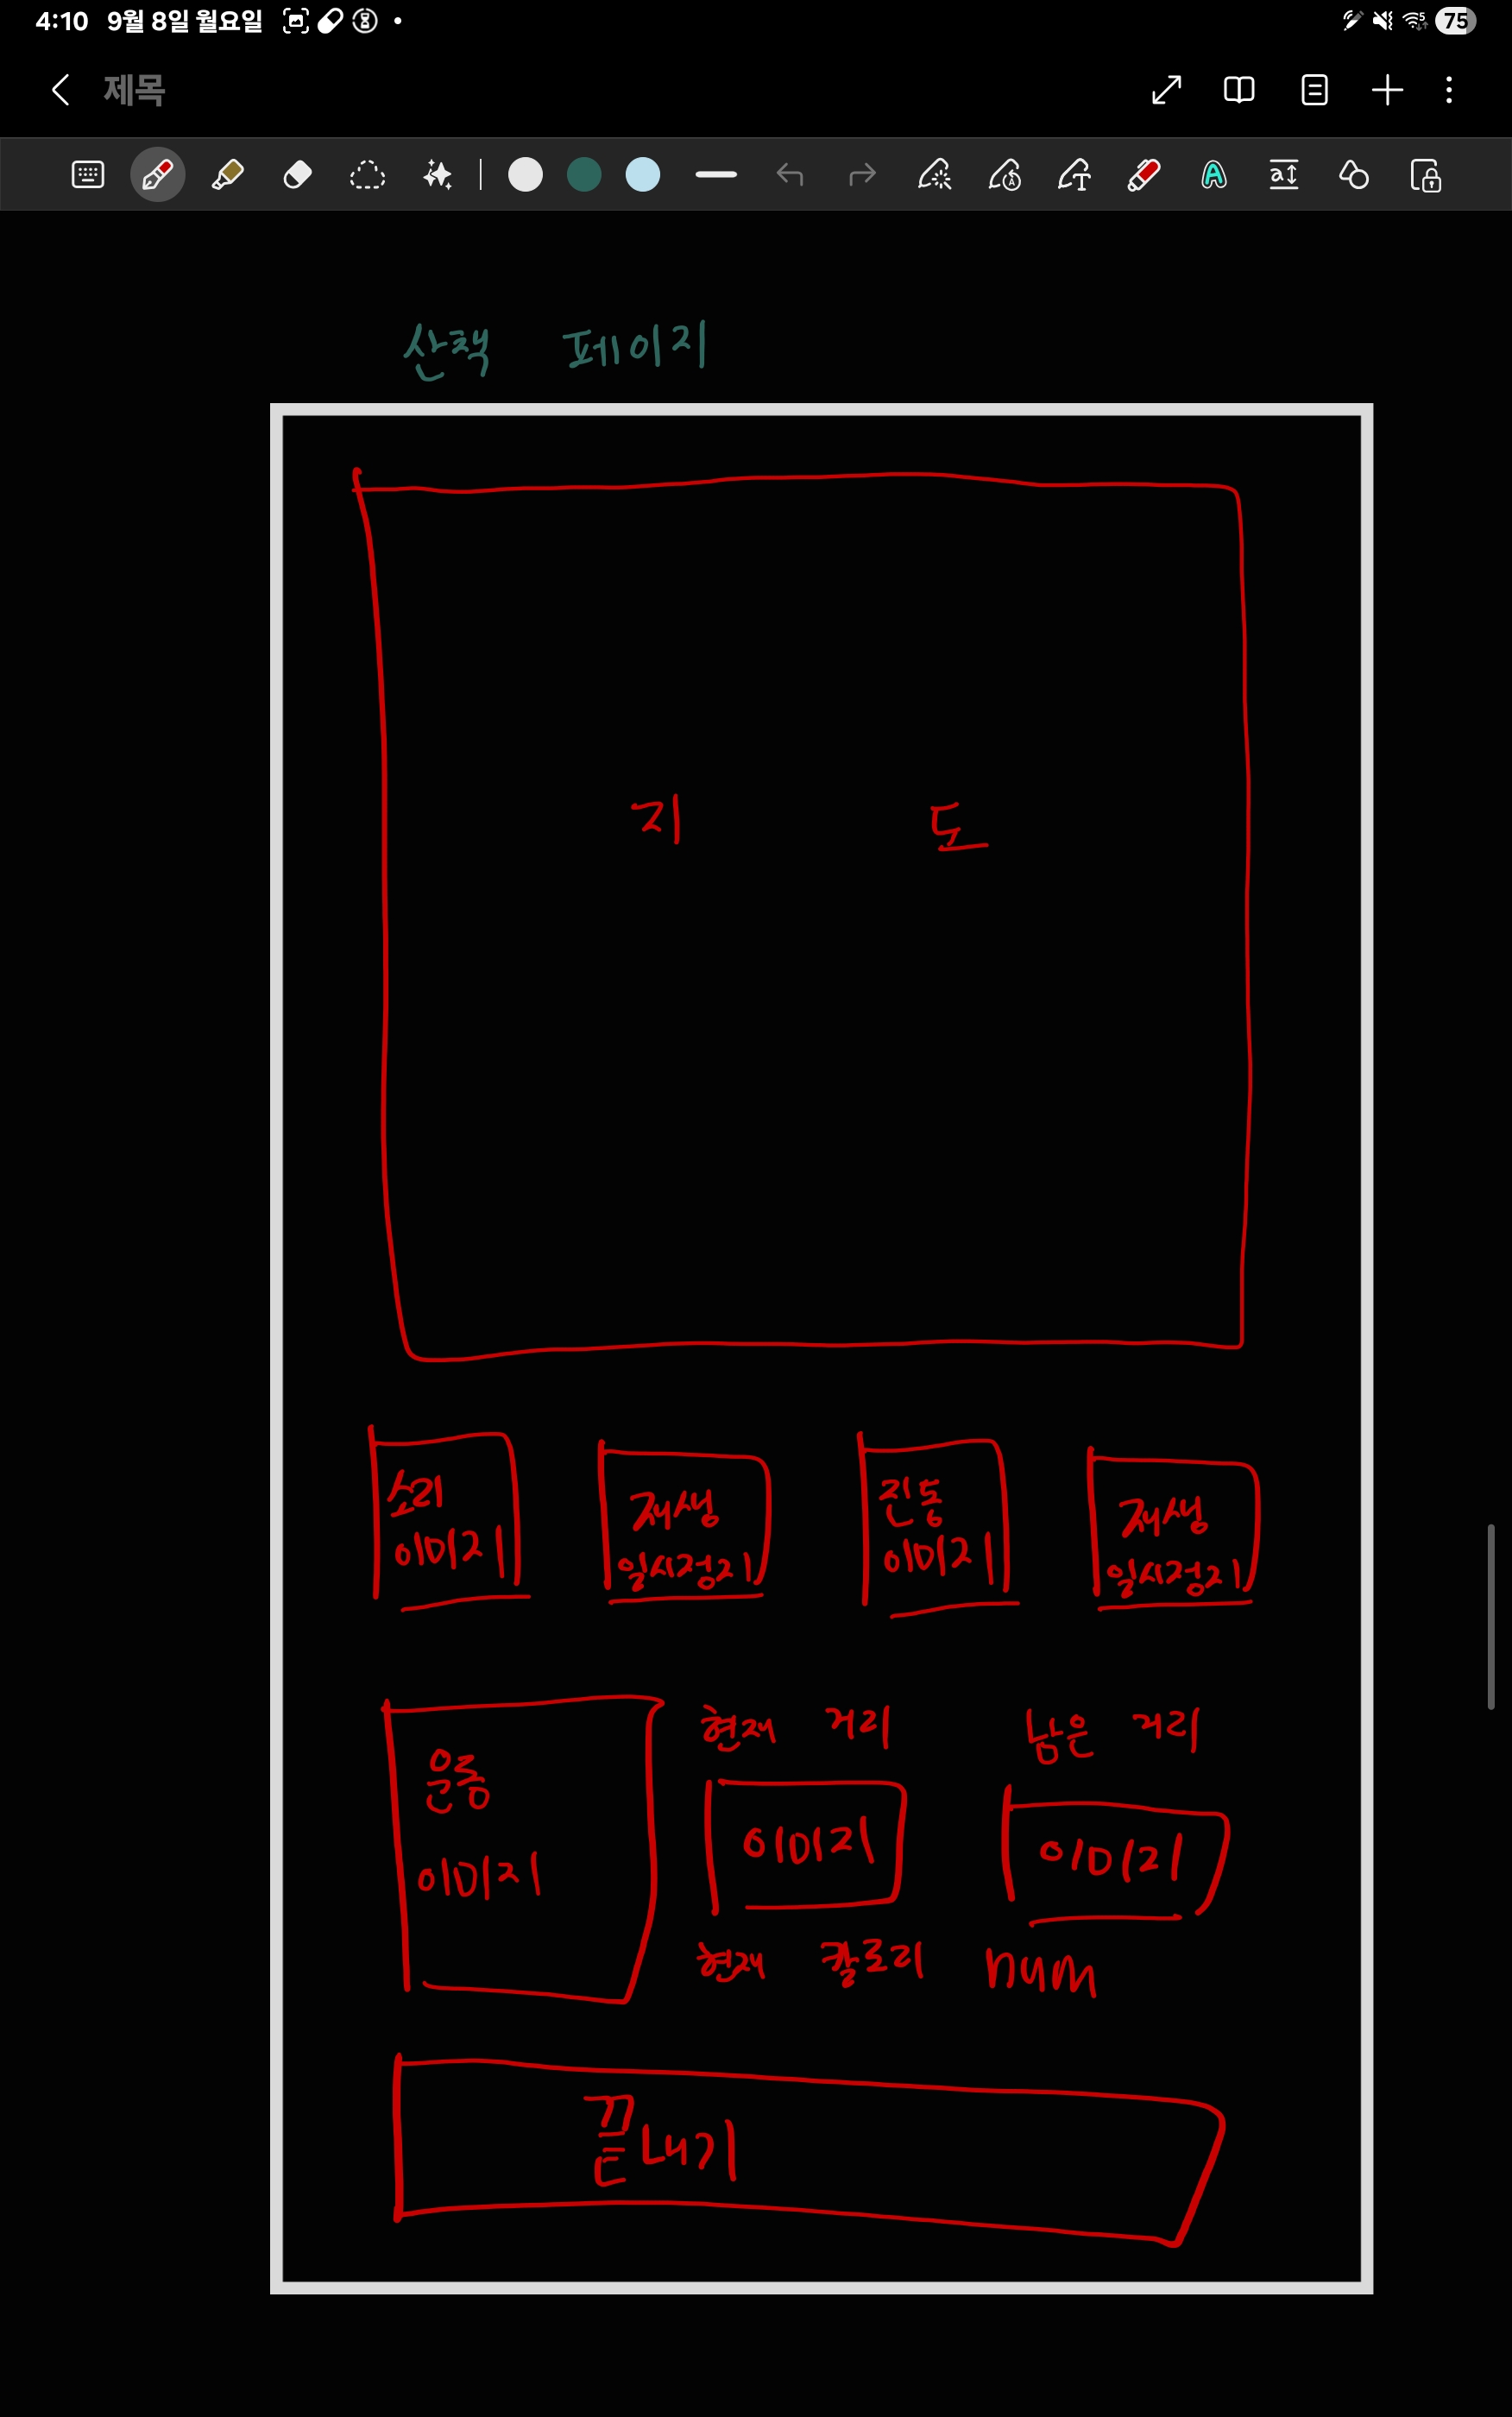 4:10 9월 8일 월요일
75
제목
산책 페이지
지 도
소리 이미지
재생 일시정지
진동 이미지
재생 일시정지
운동 이미지
현재 거리
남은 거리
이미지
이미지
현재 칼로리 num
끝내기